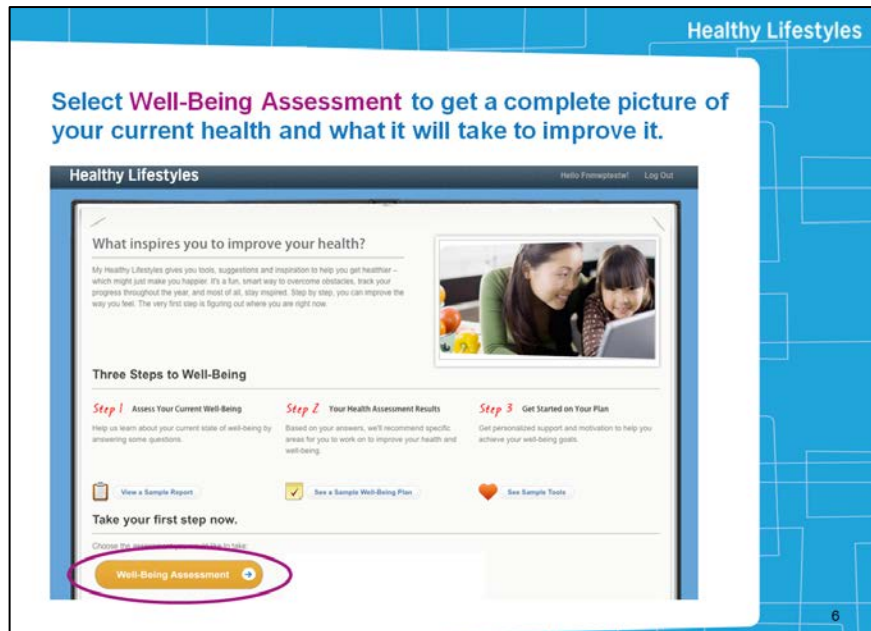 Healthy Lifestyles
Select Well-Being Assessment to get a complete picture of
your current health and what it will take to improve it.
Healthy Lifestyles
Log Out
What inspires you to improve your health?
My Healthy Lifestyles gives you tools, suggestions and inspiration to help you get healthier –
which might just make you happier. It's a fun, smart way to overcome obstacles, track your
progress throughout the year, and most of all, stay inspired. Step by step, you can improve the
way you feel. The very first step is figuring out where you are right now.
Three Steps to Well-Being
Step 1 Assess Your Current Well-Being
Help us learn about your current state of well-being by
answering some questions.
View a Sample Report
Step 2 Your Health Assessment Results
Based on your answers, we'll recommend specific
areas for you to work on to improve your health and
well-being.
See a Sample Well-Being Plan
Step 3 Get Started on Your Plan
Get personalized support and motivation to help you
achieve your well-being goals.
See Sample Tools
Take your first step now.
Choose the assessment you would like to take:
Well-Being Assessment
6